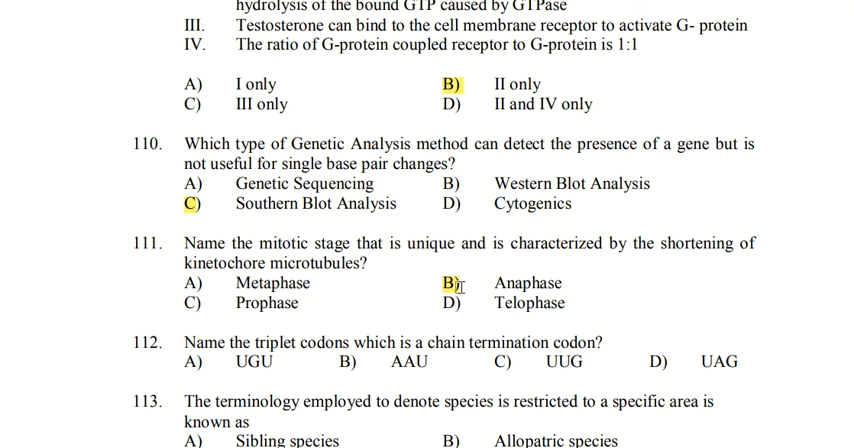 hydrolysis of the bound GTP caused by GTPase
III. Testosterone can bind to the cell membrane receptor to activate G- protein
IV. The ratio of G-protein coupled receptor to G-protein is 1:1
A) I only B) II only
C) III only D) II and IV only
110. Which type of Genetic Analysis method can detect the presence of a gene but is
not useful for single base pair changes?
A) Genetic Sequencing B) Western Blot Analysis
C) Southern Blot Analysis D) Cytogenics
111. Name the mitotic stage that is unique and is characterized by the shortening of
kinetochore microtubules?
A) Metaphase B) Anaphase
C) Prophase D) Telophase
112. Name the triplet codons which is a chain termination codon?
A) UGU B) AAU C) UUG D) UAG
113. The terminology employed to denote species is restricted to a specific area is
known as
A) Sibling species B) Allopatric species